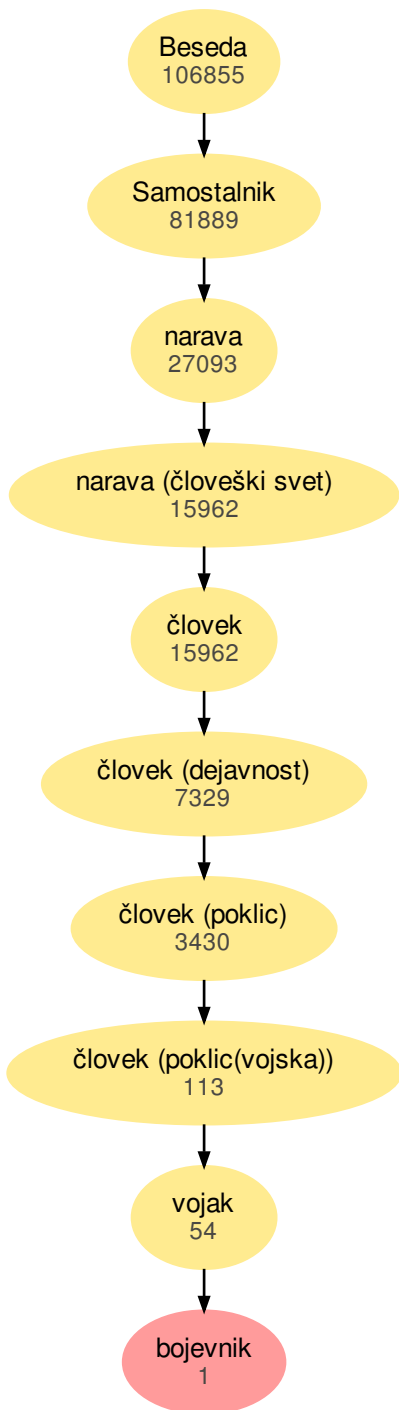 Beseda
106855
Samostalnik
81889
narava
27093
narava (človeški svet)
15962
človek
15962
človek (dejavnost)
7329
človek (poklic)
3430
človek (poklic(vojska))
113
vojak
54
bojevnik
1